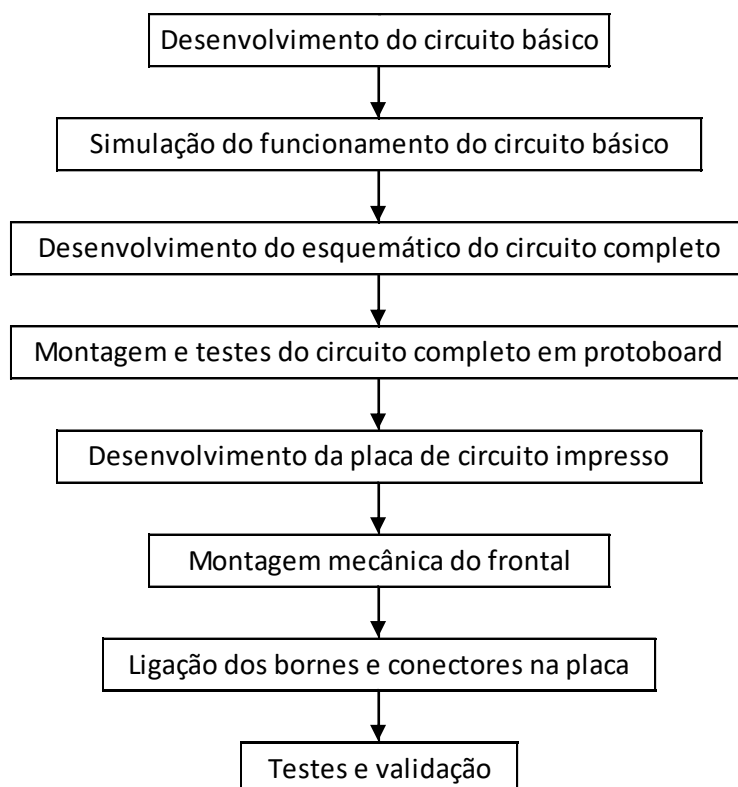 Desenvolvimento do circuito básico
Simulação do funcionamento do circuito básico
Desenvolvimento do esquemático do circuito completo
Montagem e testes do circuito completo em protoboard
Desenvolvimento da placa de circuito impresso
Montagem mecânica do frontal
Ligação dos bornes e conectores na placa
Testes e validação